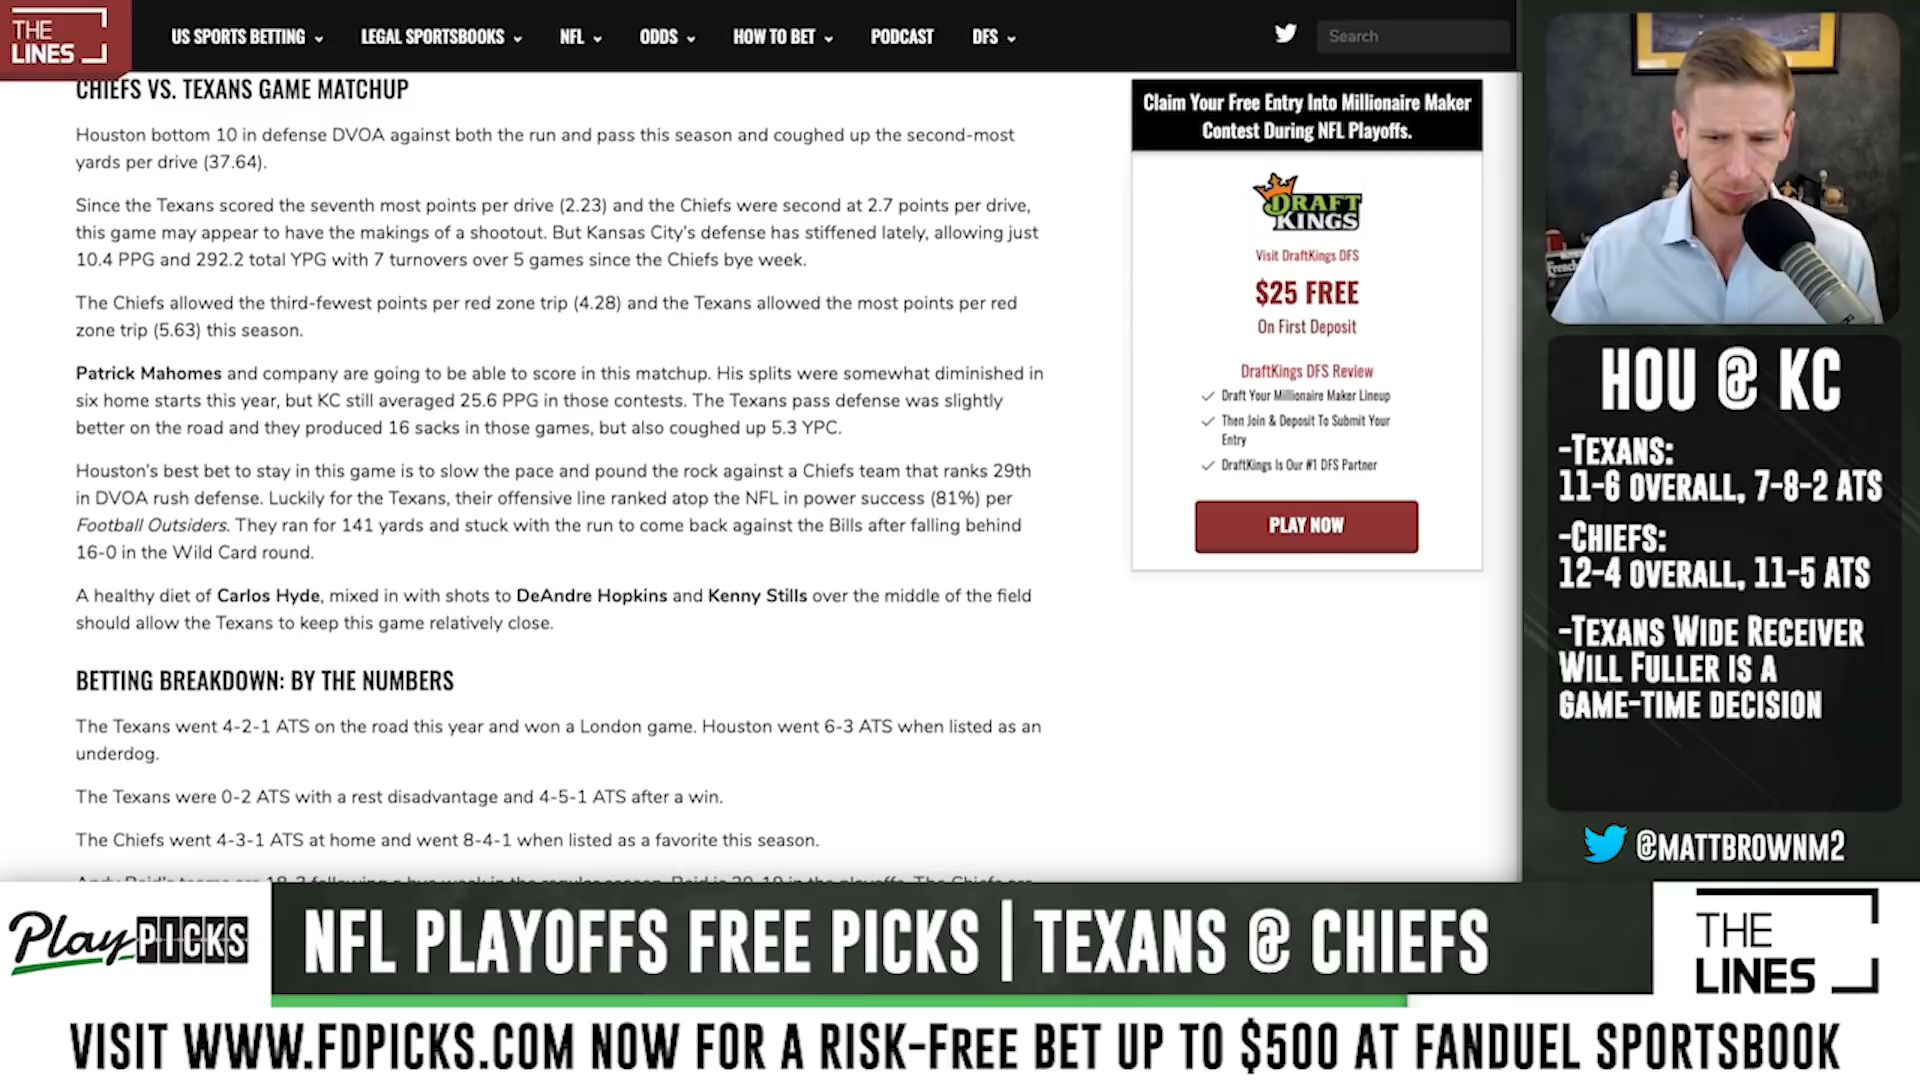 THE
LINES
US SPORTS BETTING
LEGAL SPORTSBOOKS
NFL
ODDS
HOW TO BET
PODCAST
DFS
Search
CHIEFS VS. TEXANS GAME MATCHUP
Houston bottom 10 in defense DVOA against both the run and pass this season and coughed up the second-most
yards per drive (37.64).
Since the Texans scored the seventh most points per drive (2.23) and the Chiefs were second at 2.7 points per drive,
this game may appear to have the makings of a shootout. But Kansas City's defense has stiffened lately, allowing just
10.4 PPG and 292.2 total YPG with 7 turnovers over 5 games since the Chiefs bye week.
The Chiefs allowed the third-fewest points per red zone trip (4.28) and the Texans allowed the most points per red
zone trip (5.63) this season.
Patrick Mahomes and company are going to be able to score in this matchup. His splits were somewhat diminished in
six home starts this year, but KC still averaged 25.6 PPG in those contests. The Texans pass defense was slightly
better on the road and they produced 16 sacks in those games, but also coughed up 5.3 YPC.
Houston's best bet to stay in this game is to slow the pace and pound the rock against a Chiefs team that ranks 29th
in DVOA rush defense. Luckily for the Texans, their offensive line ranked atop the NFL in power success (81%) per
Football Outsiders. They ran for 141 yards and stuck with the run to come back against the Bills after falling behind
16-0 in the Wild Card round.
A healthy diet of Carlos Hyde, mixed in with shots to DeAndre Hopkins and Kenny Stills over the middle of the field
should allow the Texans to keep this game relatively close.
BETTING BREAKDOWN: BY THE NUMBERS
The Texans went 4-2-1 ATS on the road this year and won a London game. Houston went 6-3 ATS when listed as an
underdog.
The Texans were 0-2 ATS with a rest disadvantage and 4-5-1 ATS after a win.
The Chiefs went 4-3-1 ATS at home and went 8-4-1 when listed as a favorite this season.
Claim Your Free Entry Into Millionaire Maker
Contest During NFL Playoffs.
DRAFT
KINGS
Visit DraftKings DFS
$25 FREE
On First Deposit
DraftKings DFS Review
Draft Your Millionaire Maker Lineup
Then Join & Deposit To Submit Your
Entry
DraftKings Is Our #1 DFS Partner
PLAY NOW
HOU @ KC
-TEXANS:
11-6 OVERALL, 7-8-2 ATS
-CHIEFS:
12-4 OVERALL, 11-5 ATS
-TEXANS WIDE RECEIVER
WILL FULLER IS A
GAME-TIME DECISION
@MATTBROWNM2
Play PICKS
NFL PLAYOFFS FREE PICKS | TEXANS @ CHIEFS
THE
LINES
VISIT WWW.FDPICKS.COM NOW FOR A RISK-FREE BET UP TO $500 AT FANDUEL SPORTSBOOK